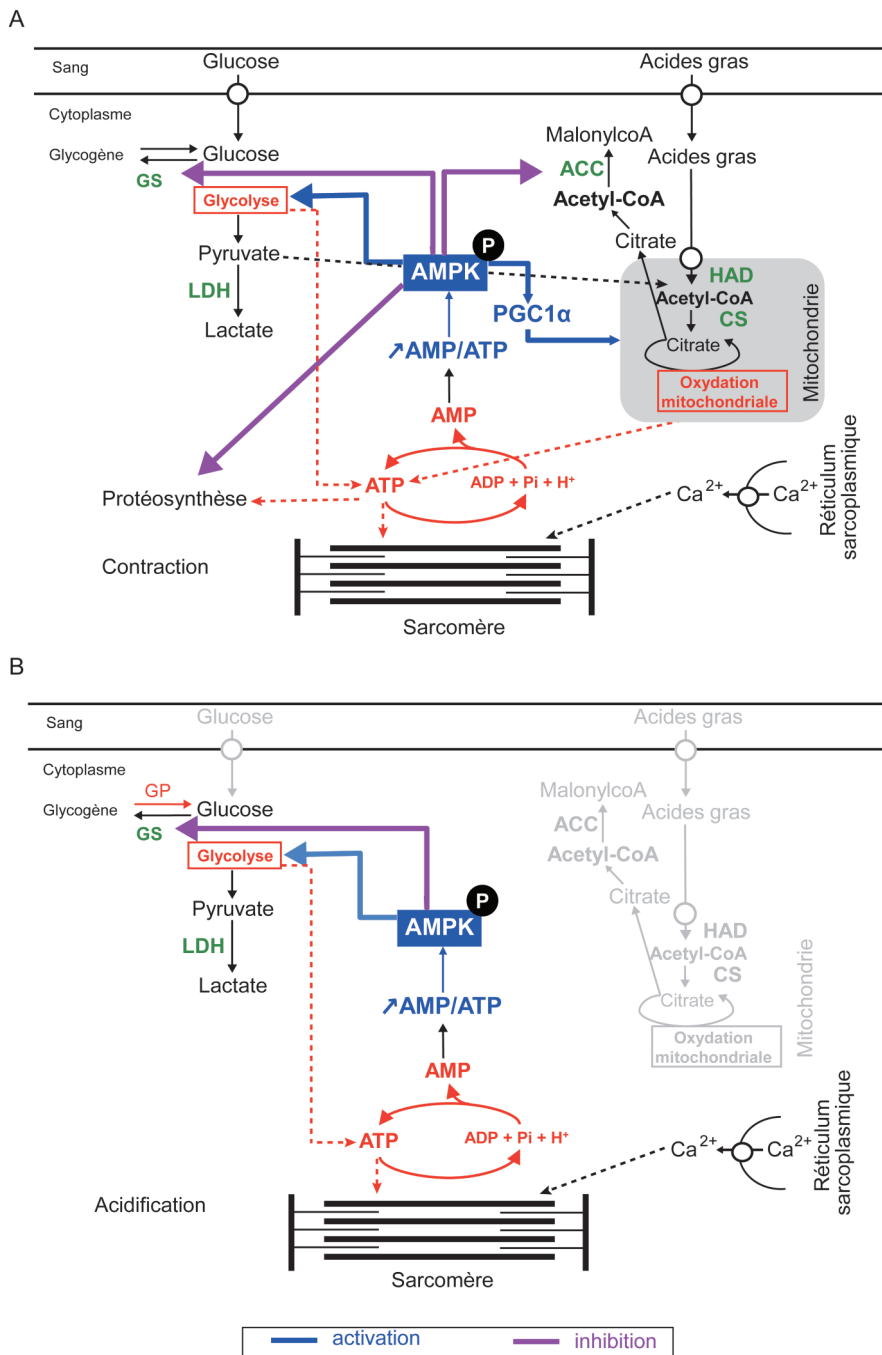 A
Sang
Glucose
Acides gras
Cytoplasme
MalonylcoA
Glycogène
Glucose
Acides gras
GS
ACC
Glycolyse
Acetyl-CoA
P
Pyruvate
Citrate
AMPK
HAD
LDH
Acetyl-CoA
PGC1α
CS
Lactate
↗AMP/ATP
Citrate
Mitochondrie
Oxydation
mitochondriale
AMP
ATP
ADP + Pi + H⁺
Protéosynthèse
Ca²⁺
Ca²⁺
Réticulum
sarcoplasmique
Contraction
Sarcomère
B
Sang
Glucose
Acides gras
Cytoplasme
GP
MalonylcoA
Glycogène
Glucose
Acides gras
GS
ACC
Glycolyse
Acetyl-CoA
P
Pyruvate
Citrate
AMPK
HAD
LDH
Acetyl-CoA
CS
Lactate
↗AMP/ATP
Citrate
Mitochondrie
Oxydation
mitochondriale
AMP
ATP
ADP + Pi + H⁺
Ca²⁺
Ca²⁺
Réticulum
sarcoplasmique
Acidification
Sarcomère
activation
inhibition